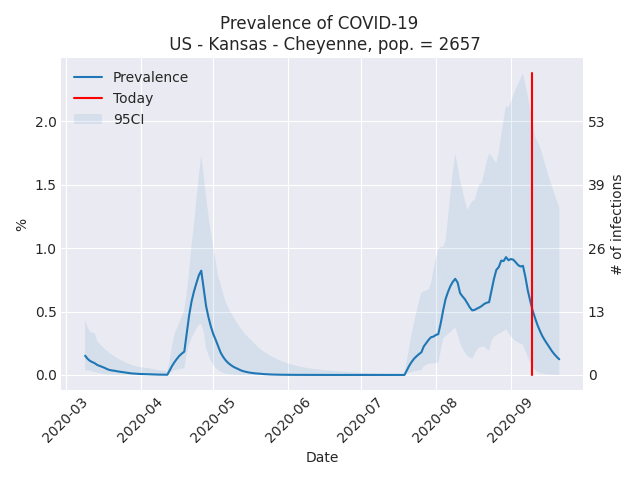 Prevalence of COVID-19
US - Kansas - Cheyenne, pop. = 2657
Prevalence
Today
95CI
2.0
1.5
1.0
0.5
0.0
%
53
39
26
13
0
# of infections
2020-03
2020-04
2020-05
2020-06
2020-07
2020-08
2020-09
Date